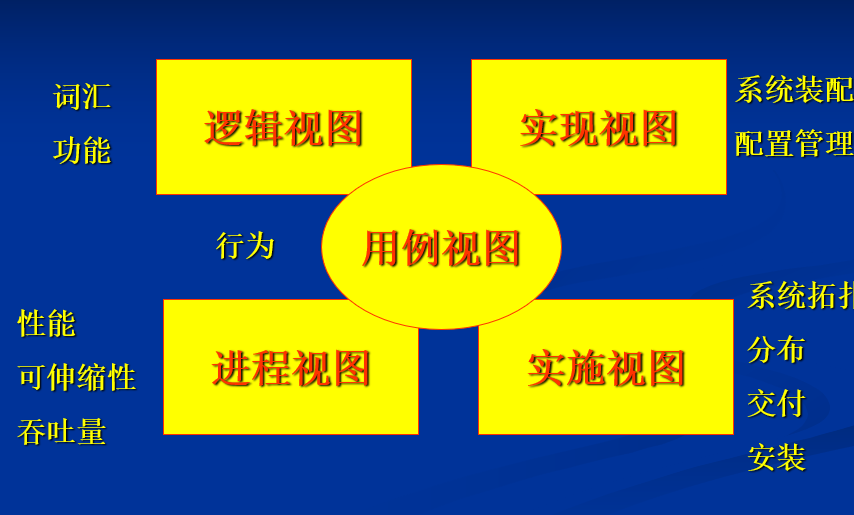 词汇
功能
逻辑视图
实现视图
系统装配
配置管理
行为
用例视图
性能
可伸缩性
吞吐量
进程视图
实施视图
系统拓
分布
交付
安装